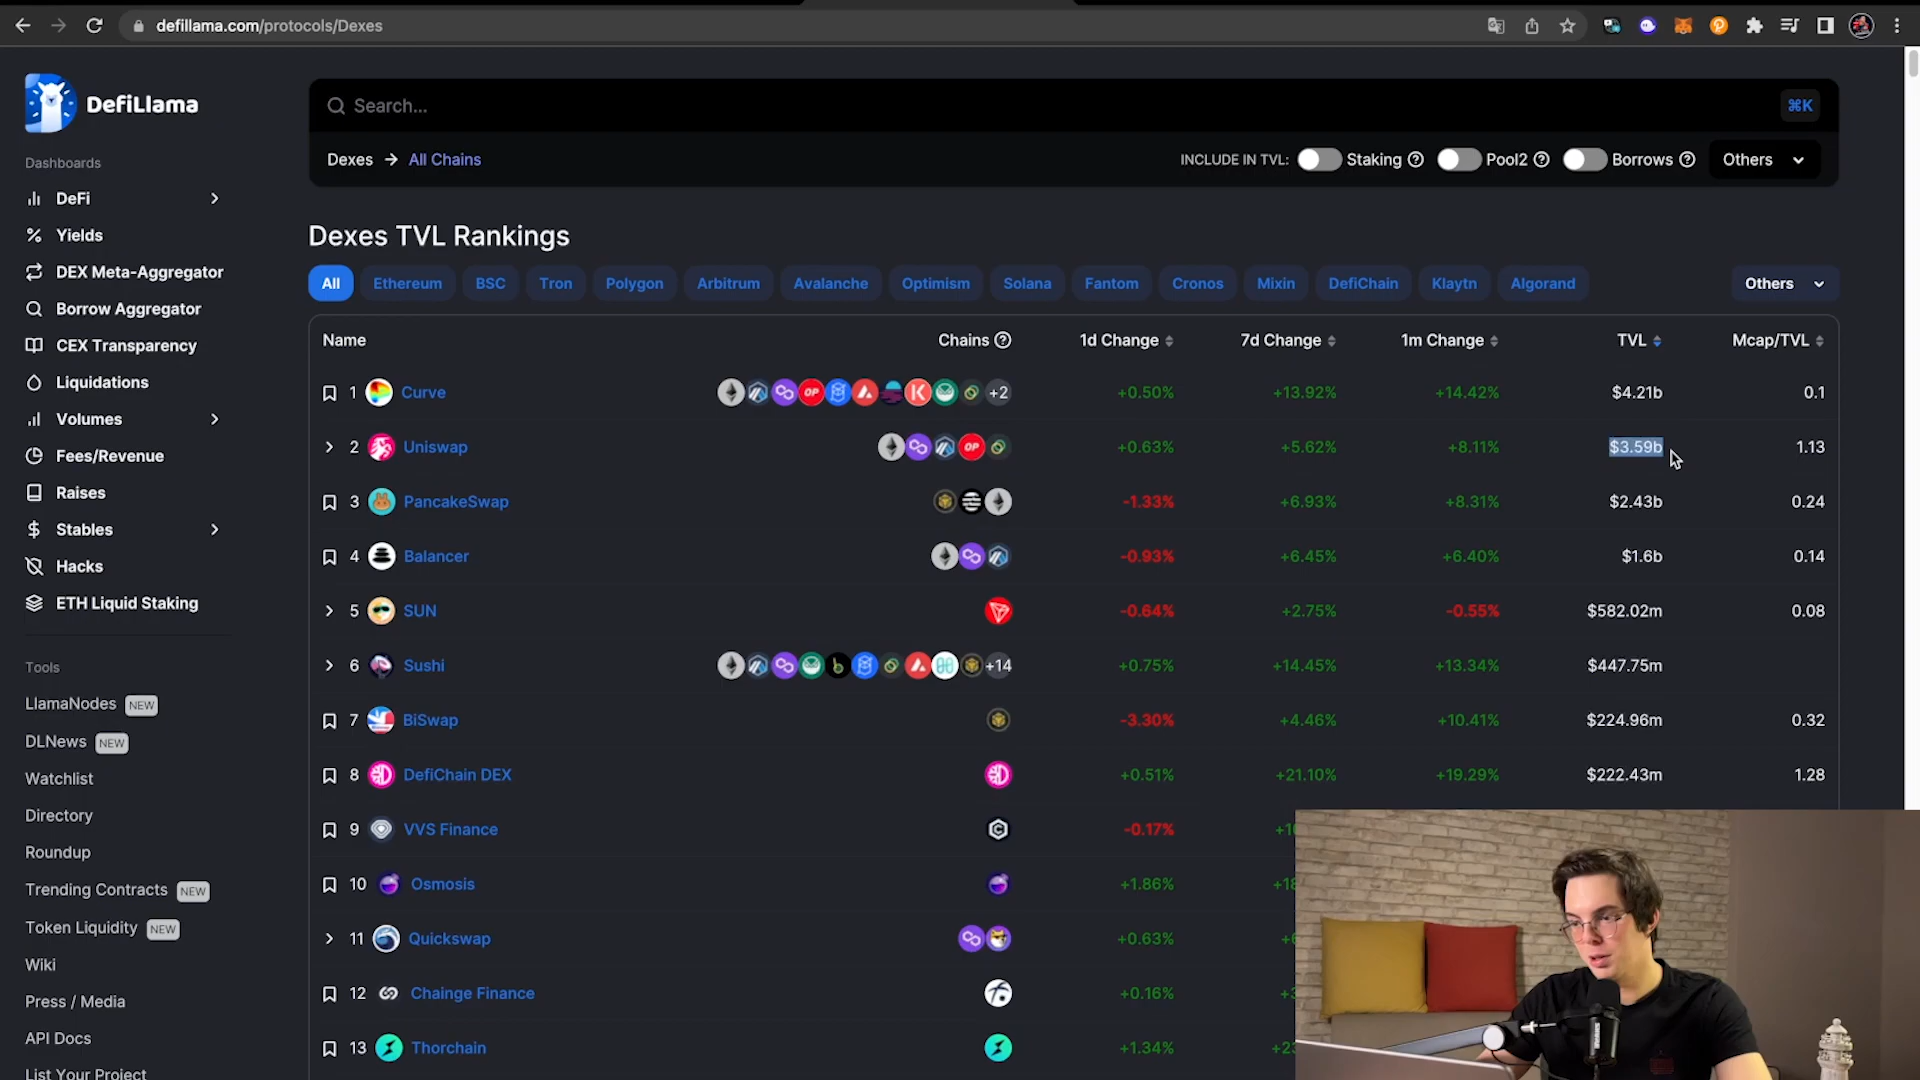 defillama.com/protocols/Dexes
DefiLlama
Search...
⌘K
Dexes → All Chains
INCLUDE IN TVL: Staking Pool2 Borrows Others
Dashboards
DeFi
Yields
DEX Meta-Aggregator
Borrow Aggregator
CEX Transparency
Liquidations
Volumes
Fees/Revenue
Raises
Stables
Hacks
ETH Liquid Staking
Tools
LlamaNodes NEW
DLNews NEW
Watchlist
Directory
Roundup
Trending Contracts NEW
Token Liquidity NEW
Wiki
Press / Media
API Docs
List Your Project
Dexes TVL Rankings
All Ethereum BSC Tron Polygon Arbitrum Avalanche Optimism Solana Fantom Cronos Mixin DefiChain Klaytn Algorand Others
Name Chains 1d Change 7d Change 1m Change TVL Mcap/TVL
1 Curve OP K +2 +0.50% +13.92% +14.42% $4.21b 0.1
2 Uniswap OP +0.63% +5.62% +8.11% $3.59b 1.13
3 PancakeSwap -1.33% +6.93% +8.31% $2.43b 0.24
4 Balancer -0.93% +6.45% +6.40% $1.6b 0.14
5 SUN -0.64% +2.75% -0.55% $582.02m 0.08
6 Sushi b +14 +0.75% +14.45% +13.34% $447.75m
7 BiSwap -3.30% +4.46% +10.41% $224.96m 0.32
8 DefiChain DEX +0.51% +21.10% +19.29% $222.43m 1.28
9 VVS Finance -0.17%
10 Osmosis +1.86%
11 Quickswap +0.63%
12 Chainge Finance +0.16%
13 Thorchain +1.34%